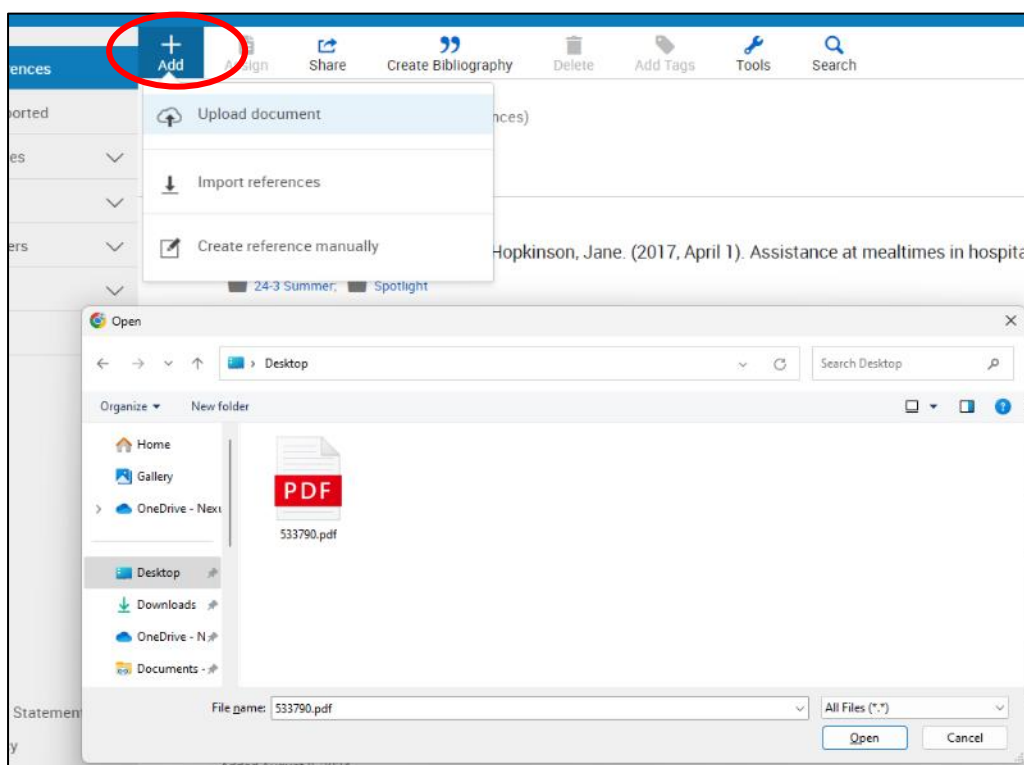 Add Assign Share Create Bibliography Delete Add Tags Tools Search
ences
orted
Upload document
nces)
es
Import references
ers
Create reference manually
Hopkinson, Jane. (2017, April 1). Assistance at mealtimes in hospita
24-3 Summer; Spotlight
Open
Desktop
Search Desktop
Organize
New folder
Home
Gallery
OneDrive - Nexu
PDF
533790.pdf
Desktop
Downloads
OneDrive - N
Documents -
Statemen
y
File name: 533790.pdf
All Files (*.*)
Open
Cancel